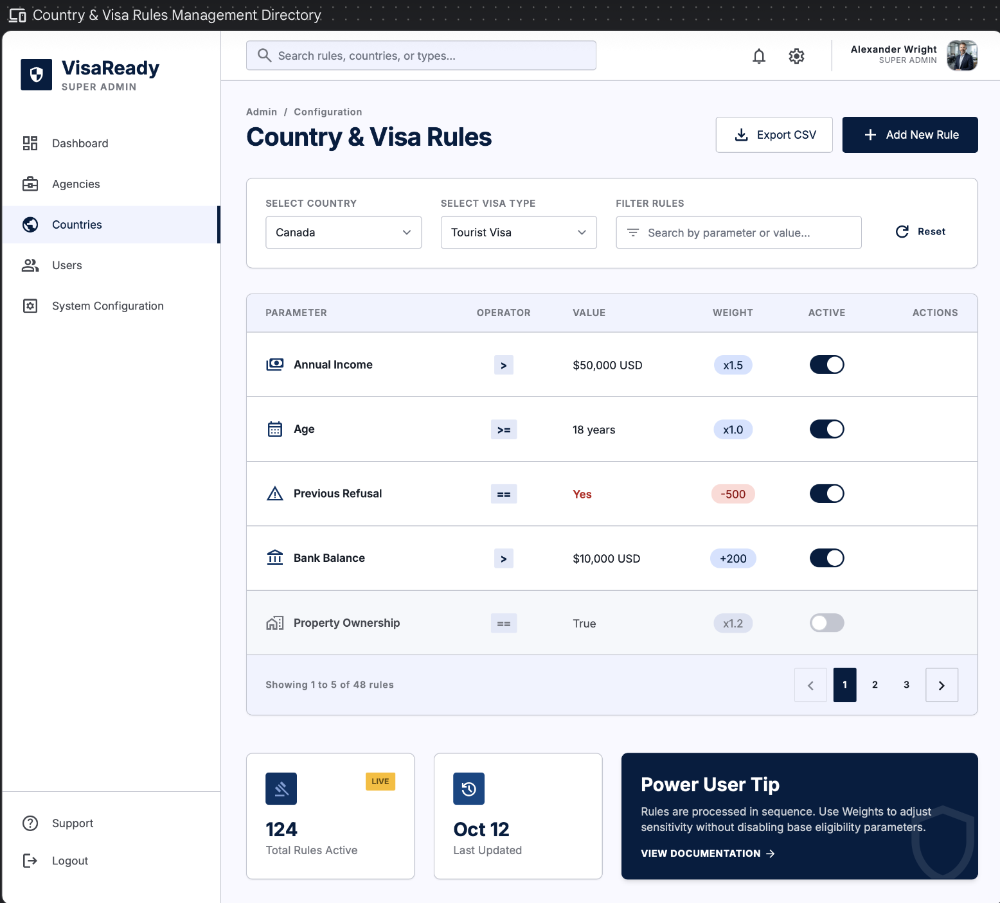 Country & Visa Rules Management Directory
VisaReady
SUPER ADMIN
Search rules, countries, or types...
Alexander Wright
SUPER ADMIN
Dashboard
Agencies
Countries
Users
System Configuration
Support
Logout
Admin / Configuration
Country & Visa Rules
Export CSV
+ Add New Rule
SELECT COUNTRY
Canada
SELECT VISA TYPE
Tourist Visa
FILTER RULES
Search by parameter or value...
Reset
PARAMETER OPERATOR VALUE WEIGHT ACTIVE ACTIONS
Annual Income > $50,000 USD x1.5
Age >= 18 years x1.0
Previous Refusal == Yes -500
Bank Balance > $10,000 USD +200
Property Ownership == True x1.2
Showing 1 to 5 of 48 rules
1 2 3
LIVE
124
Total Rules Active
Oct 12
Last Updated
Power User Tip
Rules are processed in sequence. Use Weights to adjust
sensitivity without disabling base eligibility parameters.
VIEW DOCUMENTATION →